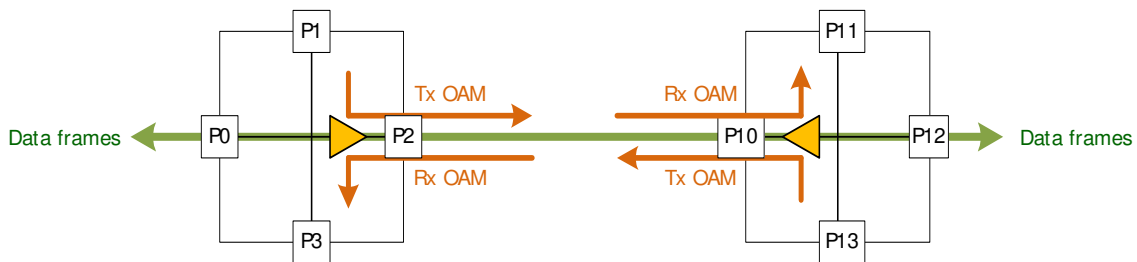 P1
P11
Tx OAM
Rx OAM
Data frames
P0
P2
P10
P12
Data frames
Rx OAM
Tx OAM
P3
P13